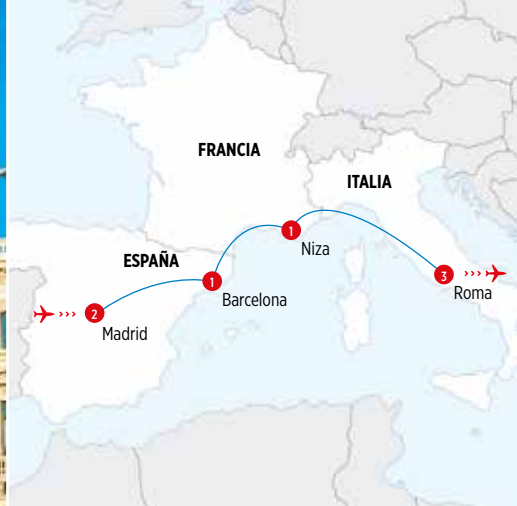 FRANCIA
ITALIA
1
Niza
ESPAÑA
1
Barcelona
3
Roma
2
Madrid